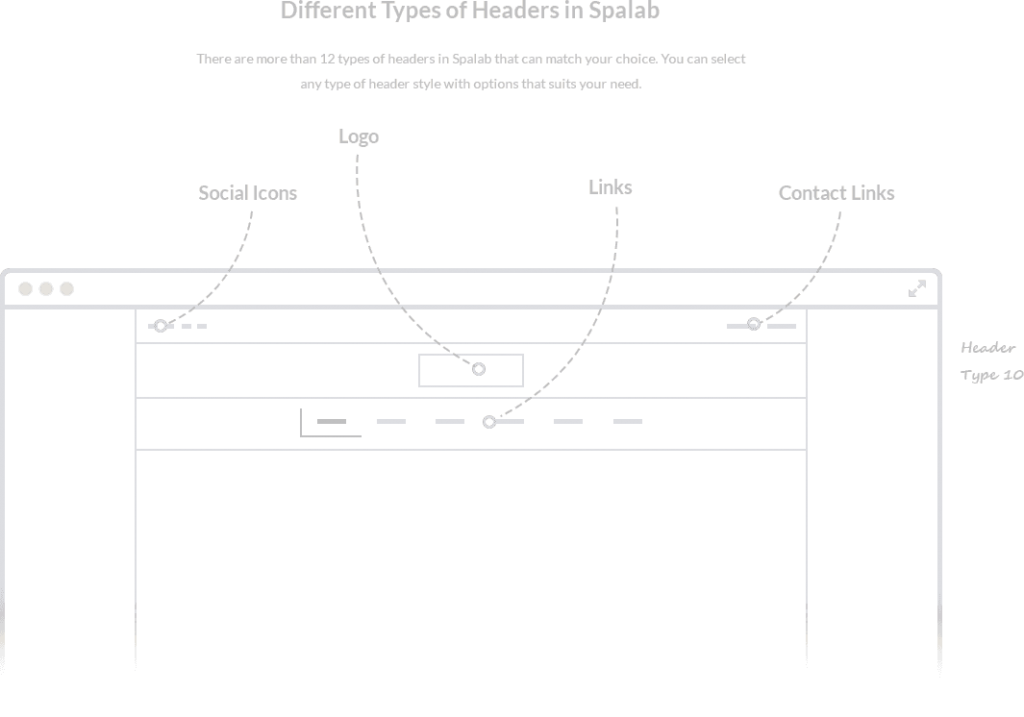 Different Types of Headers in Spalab
There are more than 12 types of headers in Spalab that can match your choice. You can select
any type of header style with options that suits your need.
Logo
Social Icons
Links
Contact Links
Header
Type 10